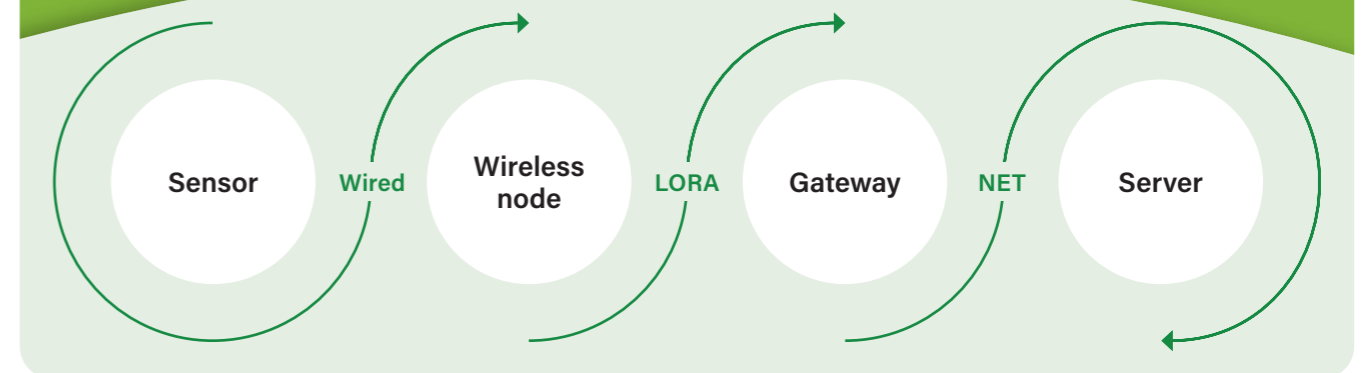 Sensor
Wired
Wireless
node
LORA
Gateway
NET
Server